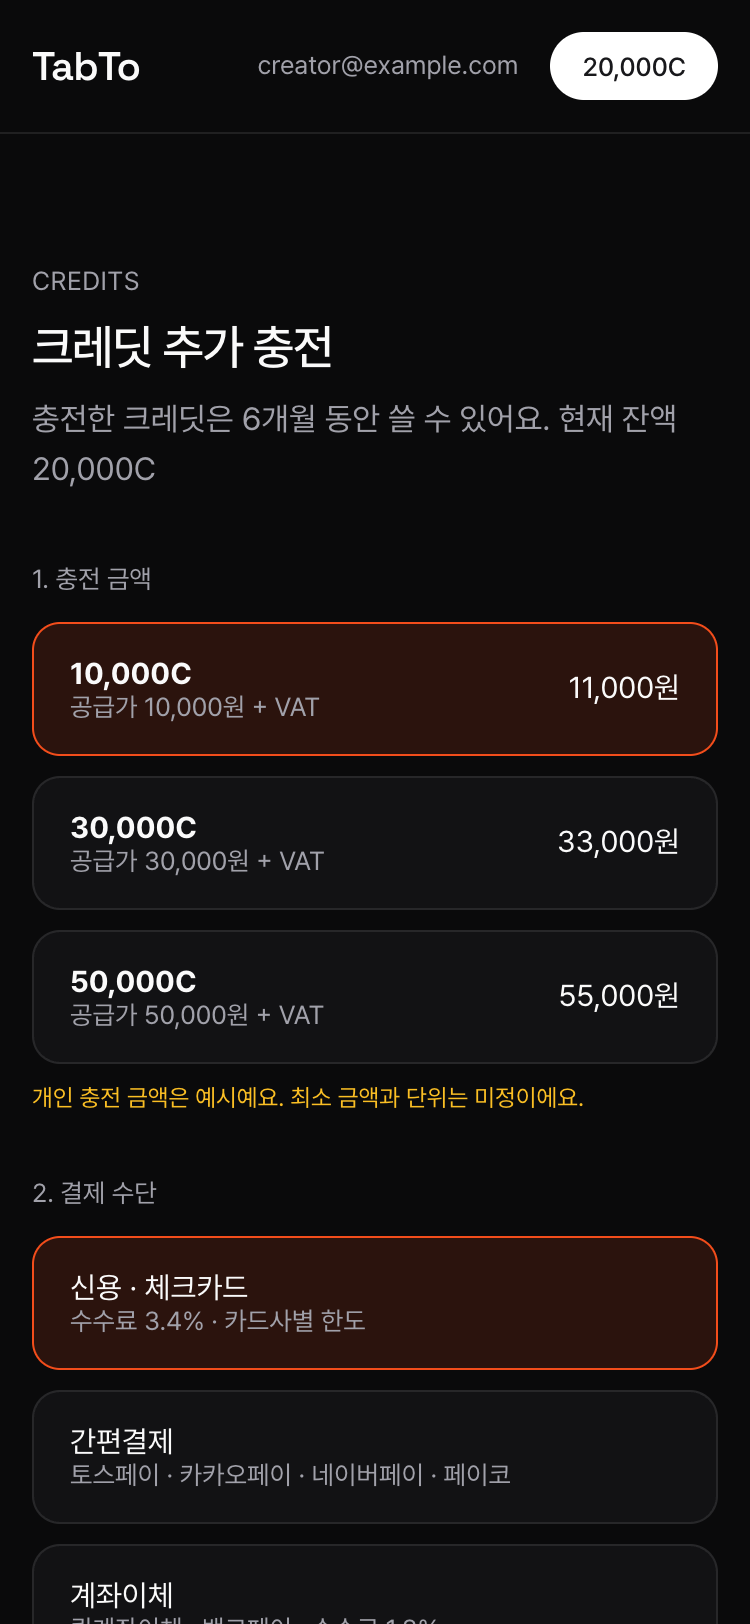 TabTo
creator@example.com
20,000C
CREDITS
크레딧 추가 충전
충전한 크레딧은 6개월 동안 쓸 수 있어요. 현재 잔액
20,000C
1. 충전 금액
10,000C
공급가 10,000원 + VAT
11,000원
30,000C
공급가 30,000원 + VAT
33,000원
50,000C
공급가 50,000원 + VAT
55,000원
개인 충전 금액은 예시예요. 최소 금액과 단위는 미정이에요.
2. 결제 수단
신용 · 체크카드
수수료 3.4% · 카드사별 한도
간편결제
토스페이 · 카카오페이 · 네이버페이 · 페이코
계좌이체